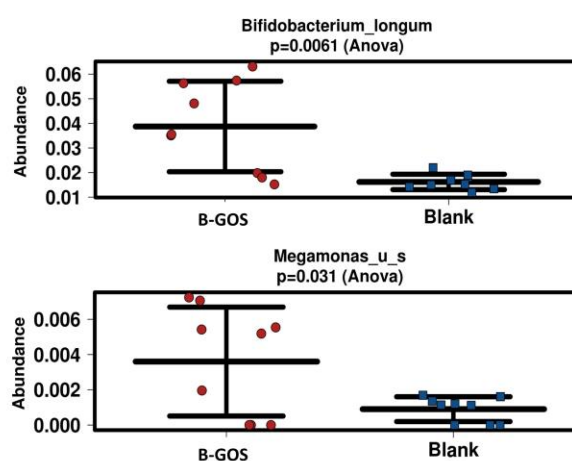 Bifidobacterium_longum
p=0.0061 (Anova)
Abundance
0.06
0.05
0.04
0.03
0.02
0.01
B-GOS
Blank
Megamonas_u_s
p=0.031 (Anova)
Abundance
0.006
0.004
0.002
0.000
B-GOS
Blank